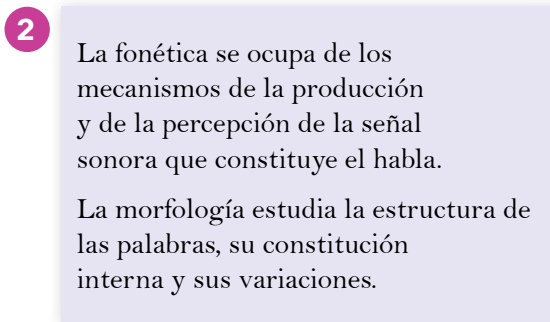 2
La fonética se ocupa de los
mecanismos de la producción
y de la percepción de la señal
sonora que constituye el habla.
La morfología estudia la estructura de
las palabras, su constitución
interna y sus variaciones.